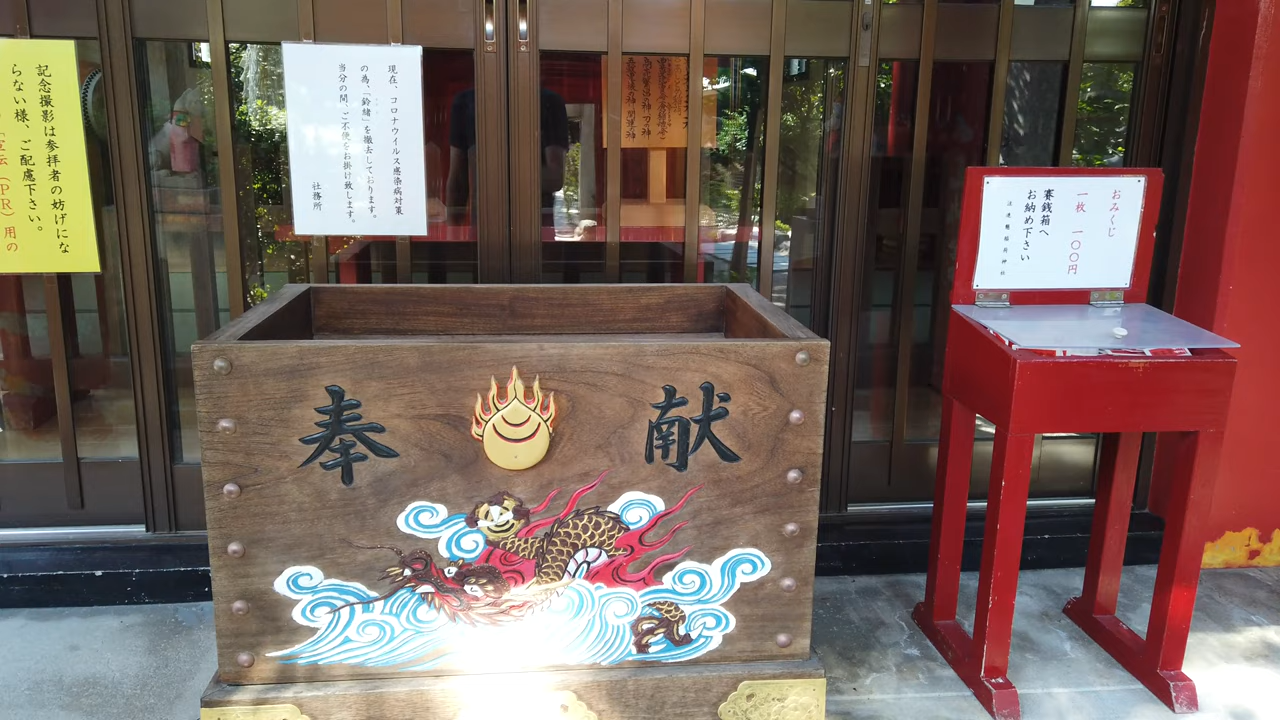 記念撮影は参拝者の妨げにな
らない様、ご配慮下さい。
「宣伝(PR)用の
現在、コロナウイルス感染病対策
の為、「鈴緒」を撤去しております。
当分の間、ご不便をお掛け致します。
社務所
おみくじ
一枚 一〇〇円
賽銭箱へ
お納め下さい
奉献